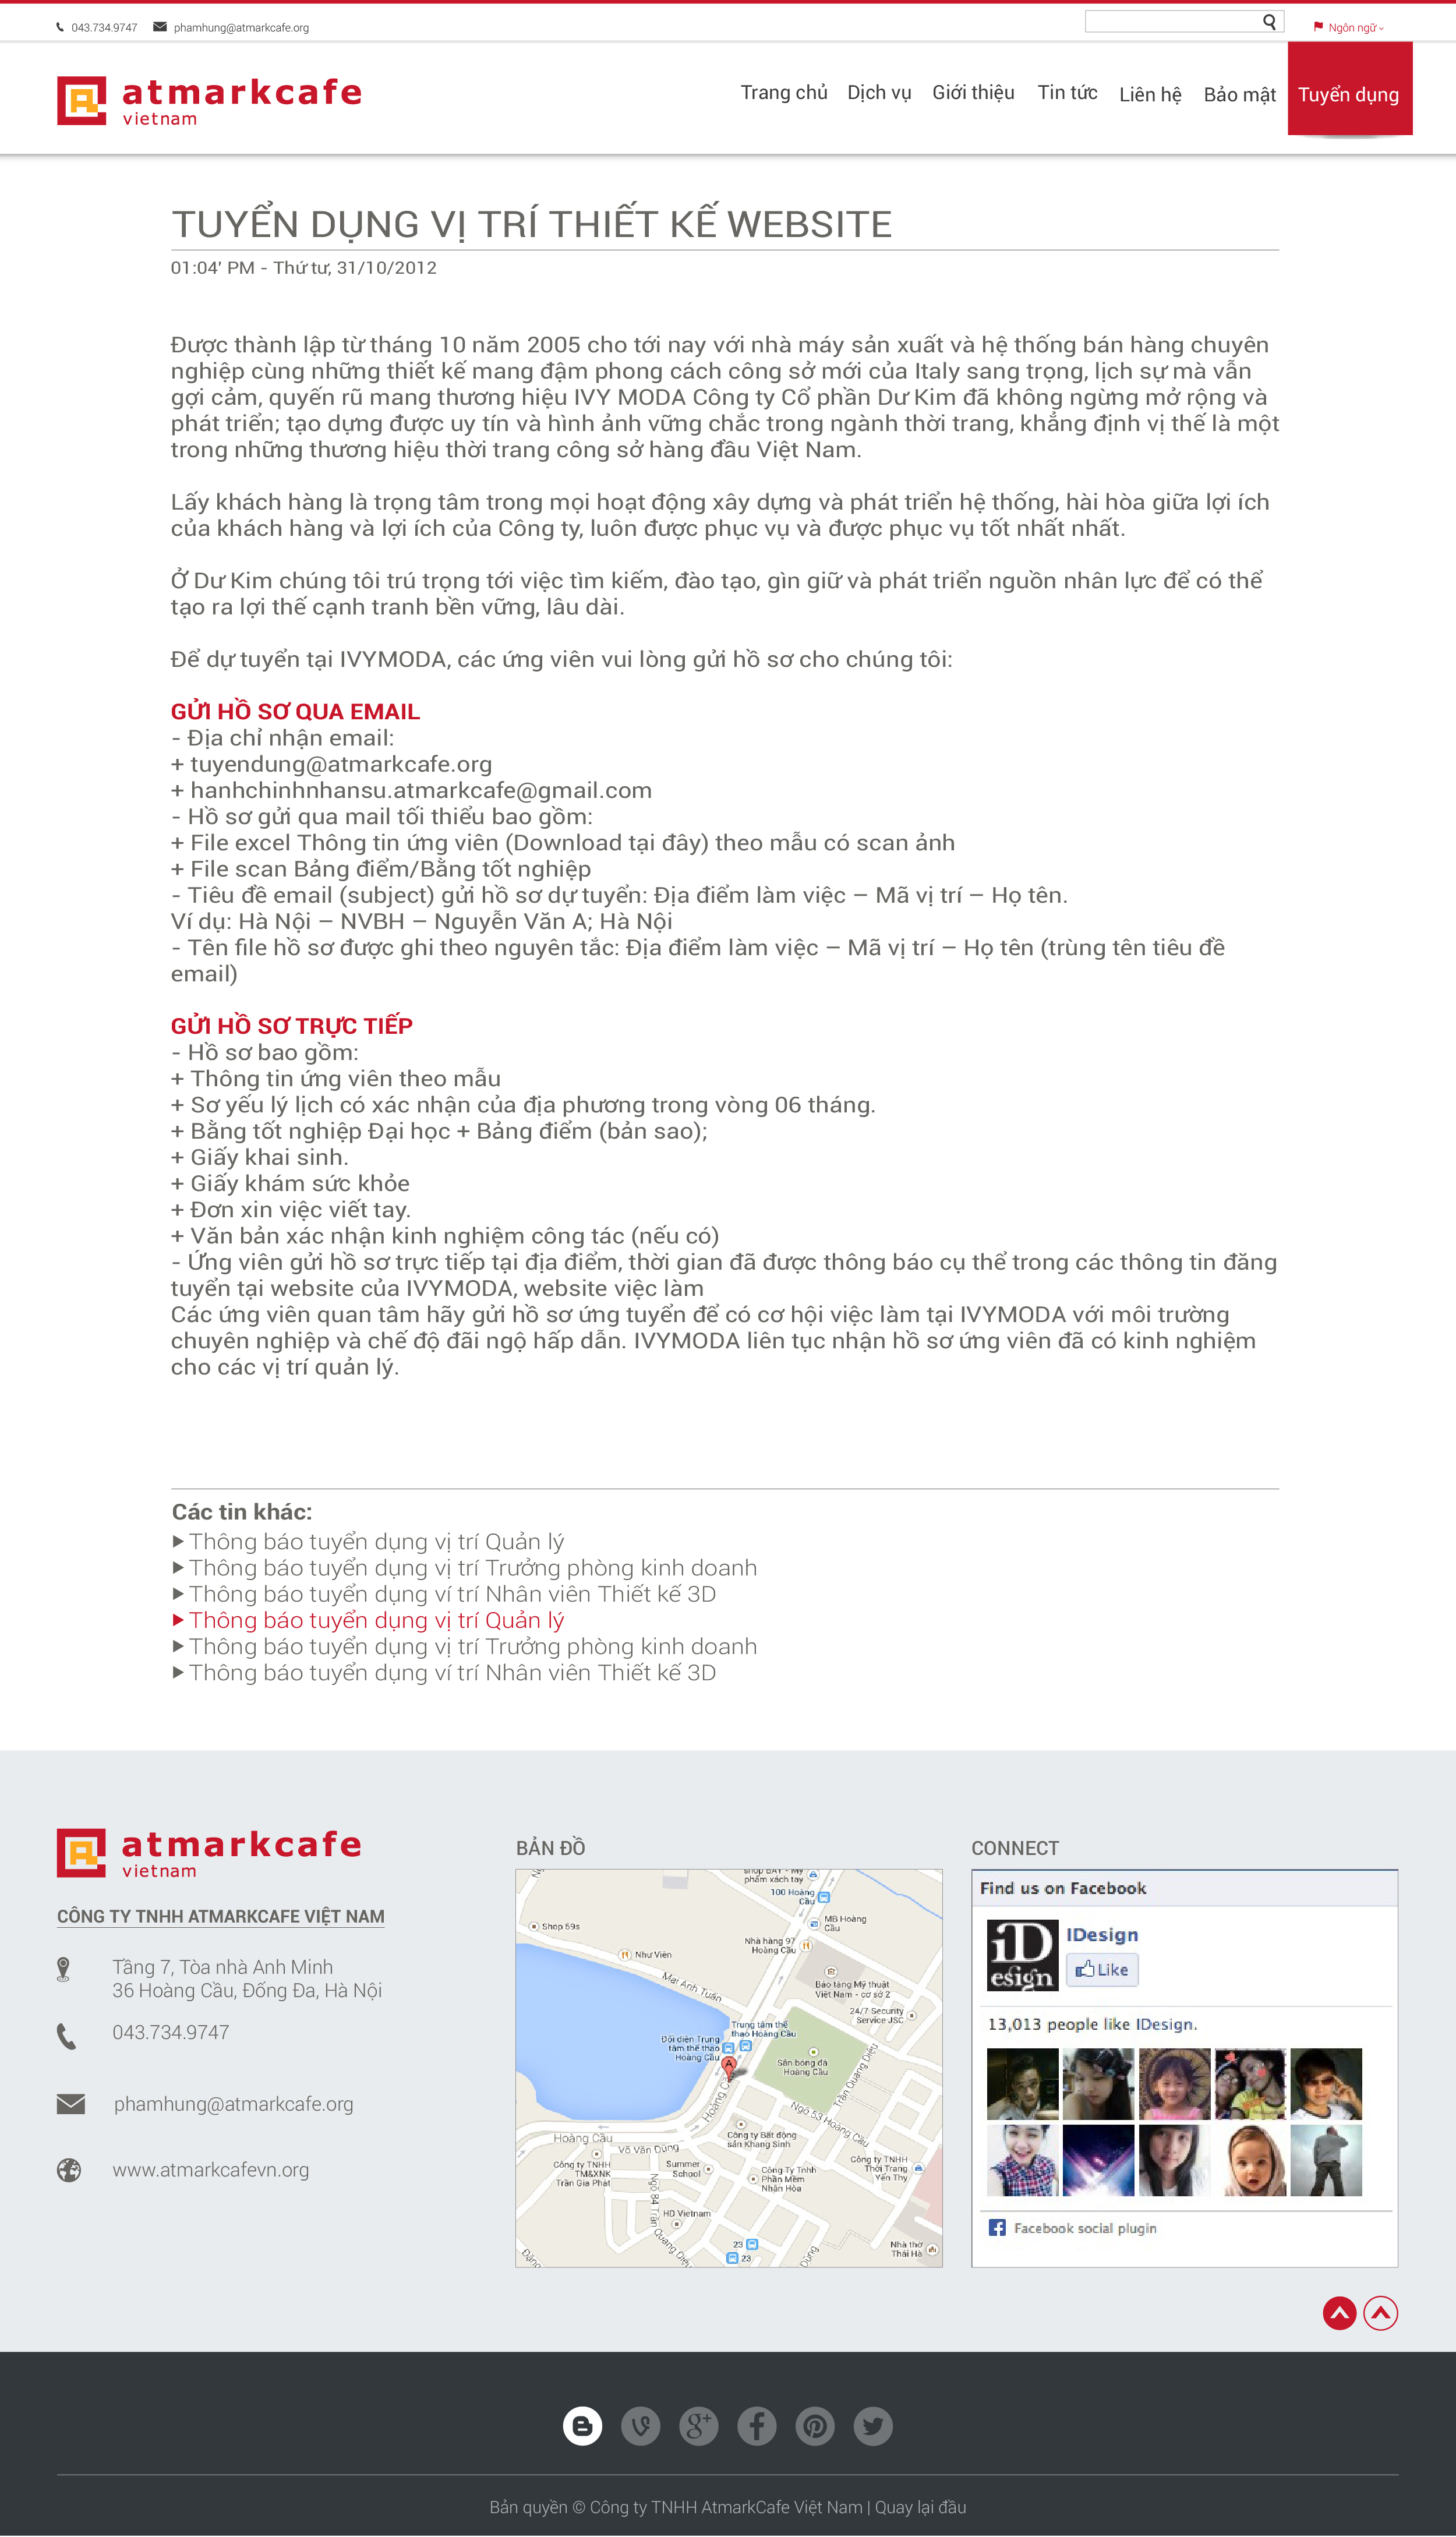 043.734.9747 phamhung@atmarkcafe.org Ngôn ngữ
atmarkcafe
vietnam
Trang chủ Dịch vụ Giới thiệu Tin tức Liên hệ Bảo mật Tuyển dụng
TUYỂN DỤNG VỊ TRÍ THIẾT KẾ WEBSITE
01:04' PM - Thứ tư, 31/10/2012
Được thành lập từ tháng 10 năm 2005 cho tới nay với nhà máy sản xuất và hệ thống bán hàng chuyên
nghiệp cùng những thiết kế mang đậm phong cách công sở mới của Italy sang trọng, lịch sự mà vẫn
gợi cảm, quyến rũ mang thương hiệu IVY MODA Công ty Cổ phần Dư Kim đã không ngừng mở rộng và
phát triển; tạo dựng được uy tín và hình ảnh vững chắc trong ngành thời trang, khẳng định vị thế là một
trong những thương hiệu thời trang công sở hàng đầu Việt Nam.
Lấy khách hàng là trọng tâm trong mọi hoạt động xây dựng và phát triển hệ thống, hài hòa giữa lợi ích
của khách hàng và lợi ích của Công ty, luôn được phục vụ và được phục vụ tốt nhất nhất.
Ở Dư Kim chúng tôi trú trọng tới việc tìm kiếm, đào tạo, gìn giữ và phát triển nguồn nhân lực để có thể
tạo ra lợi thế cạnh tranh bền vững, lâu dài.
Để dự tuyển tại IVYMODA, các ứng viên vui lòng gửi hồ sơ cho chúng tôi:
GỬI HỒ SƠ QUA EMAIL
- Địa chỉ nhận email:
+ tuyendung@atmarkcafe.org
+ hanhchinhnhansu.atmarkcafe@gmail.com
- Hồ sơ gửi qua mail tối thiểu bao gồm:
+ File excel Thông tin ứng viên (Download tại đây) theo mẫu có scan ảnh
+ File scan Bảng điểm/Bằng tốt nghiệp
- Tiêu đề email (subject) gửi hồ sơ dự tuyển: Địa điểm làm việc – Mã vị trí – Họ tên.
Ví dụ: Hà Nội – NVBH – Nguyễn Văn A; Hà Nội
- Tên file hồ sơ được ghi theo nguyên tắc: Địa điểm làm việc – Mã vị trí – Họ tên (trùng tên tiêu đề
email)
GỬI HỒ SƠ TRỰC TIẾP
- Hồ sơ bao gồm:
+ Thông tin ứng viên theo mẫu
+ Sơ yếu lý lịch có xác nhận của địa phương trong vòng 06 tháng.
+ Bằng tốt nghiệp Đại học + Bảng điểm (bản sao);
+ Giấy khai sinh.
+ Giấy khám sức khỏe
+ Đơn xin việc viết tay.
+ Văn bản xác nhận kinh nghiệm công tác (nếu có)
- Ứng viên gửi hồ sơ trực tiếp tại địa điểm, thời gian đã được thông báo cụ thể trong các thông tin đăng
tuyển tại website của IVYMODA, website việc làm
Các ứng viên quan tâm hãy gửi hồ sơ ứng tuyển để có cơ hội việc làm tại IVYMODA với môi trường
chuyên nghiệp và chế độ đãi ngộ hấp dẫn. IVYMODA liên tục nhận hồ sơ ứng viên đã có kinh nghiệm
cho các vị trí quản lý.
Các tin khác:
Thông báo tuyển dụng vị trí Quản lý
Thông báo tuyển dụng vị trí Trưởng phòng kinh doanh
Thông báo tuyển dụng ví trí Nhân viên Thiết kế 3D
Thông báo tuyển dụng vị trí Quản lý
Thông báo tuyển dụng vị trí Trưởng phòng kinh doanh
Thông báo tuyển dụng ví trí Nhân viên Thiết kế 3D
atmarkcafe
vietnam
CÔNG TY TNHH ATMARKCAFE VIỆT NAM
Tầng 7, Tòa nhà Anh Minh
36 Hoàng Cầu, Đống Đa, Hà Nội
043.734.9747
phamhung@atmarkcafe.org
www.atmarkcafevn.org
BẢN ĐỒ
phẩm xách tay
100 Hoàng
Cầu
Shop 59s
MB Hoàng
Cầu
Nhà hàng 97
Hoàng Cầu
Như Viên
Mai Anh Tuấn
Bảo tàng Mỹ thuật
Việt Nam - cơ sở 2
24/7 Security
Service JSC
Trung tâm thể
thao Hoàng Cầu
Đối diện Trung
tâm thể thao
Hoàng Cầu
A
Sân bóng đá
Hoàng Cầu
Trần Quang Diệu
Hoàng Cầu
Ngõ 53 Hoàng Cầu
Công ty Bất động
sản Khang Sinh
Hoàng Cầu
Võ Văn Dũng
Công ty TNHH
TM&XNK
Trần Gia Phát
Summer
School
Công Ty Tnhh
Phần Mềm
Nhân Hòa
Công ty TNHH
Thời Trang
Yến Thy
Ngõ 84 Trần Quang Diệu
HD Vietnam
23
23
Nhà thờ
Thái Hà
CONNECT
Find us on Facebook
iD
esign
IDesign
Like
13,013 people like IDesign.
Facebook social plugin
Bản quyền © Công ty TNHH AtmarkCafe Việt Nam | Quay lại đầu